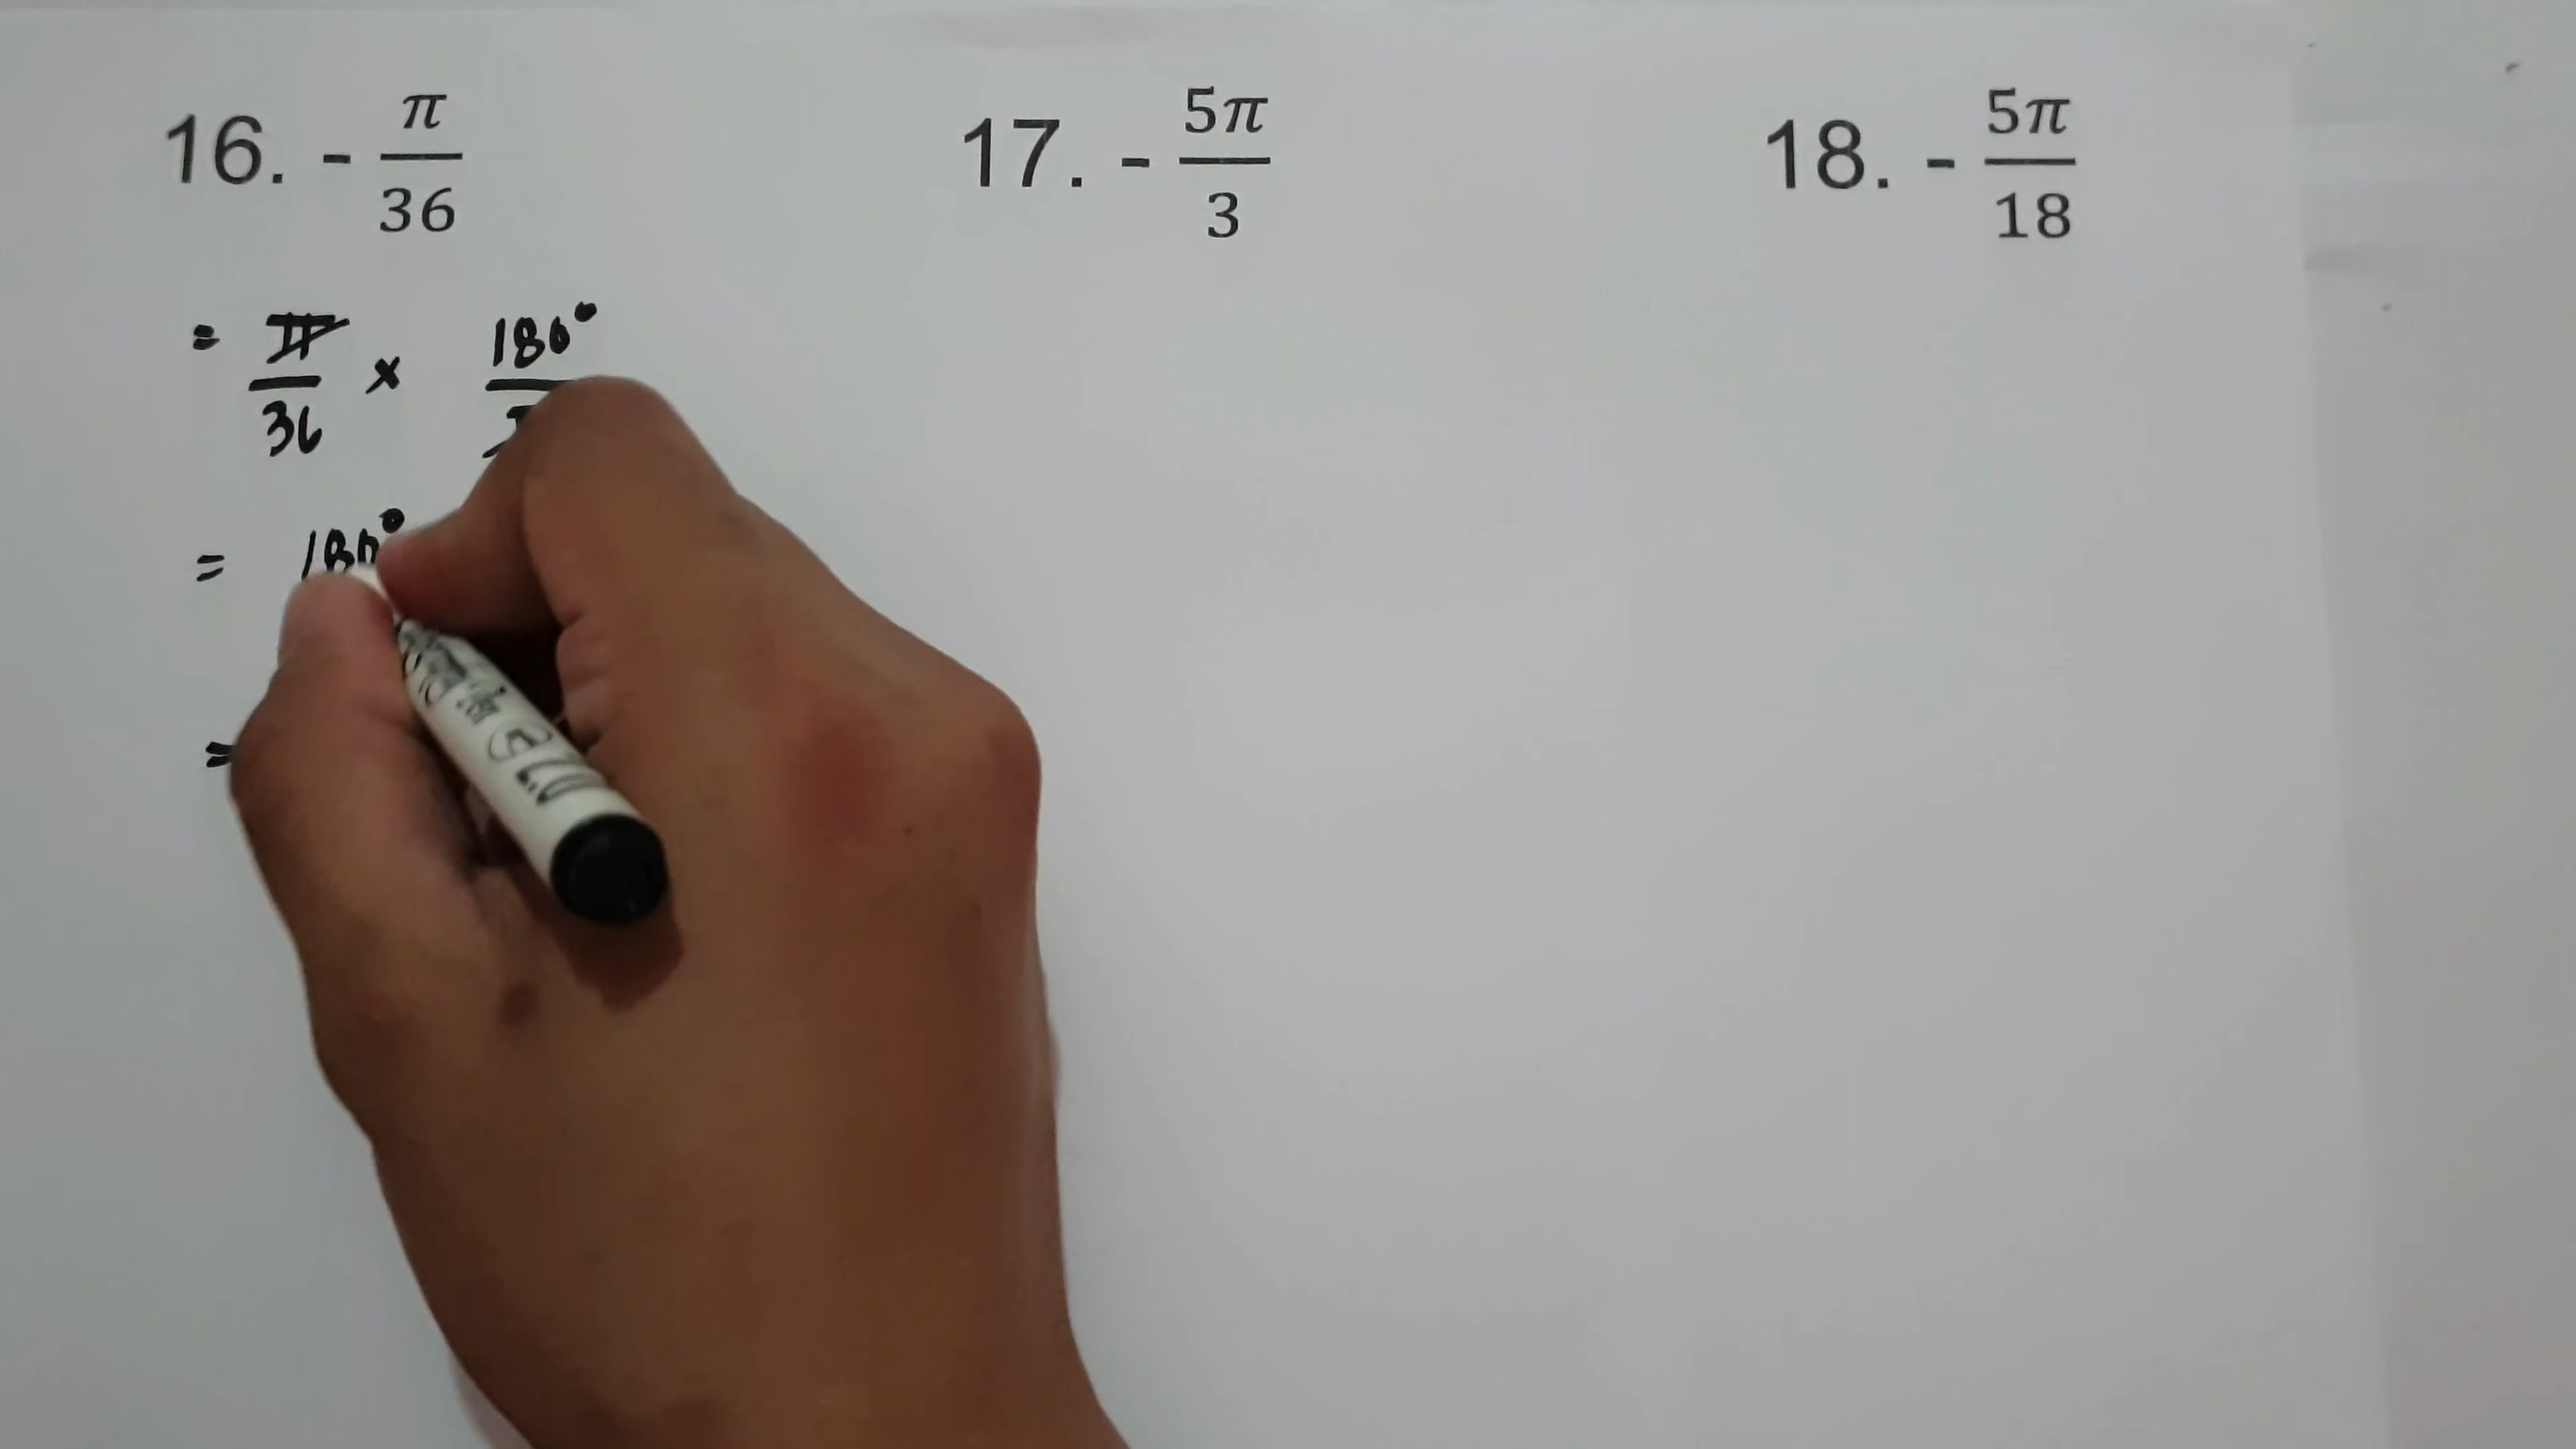 16. - π/36
17. - 5π/3
18. - 5π/18
= π/36 × 180°
= 180°
=